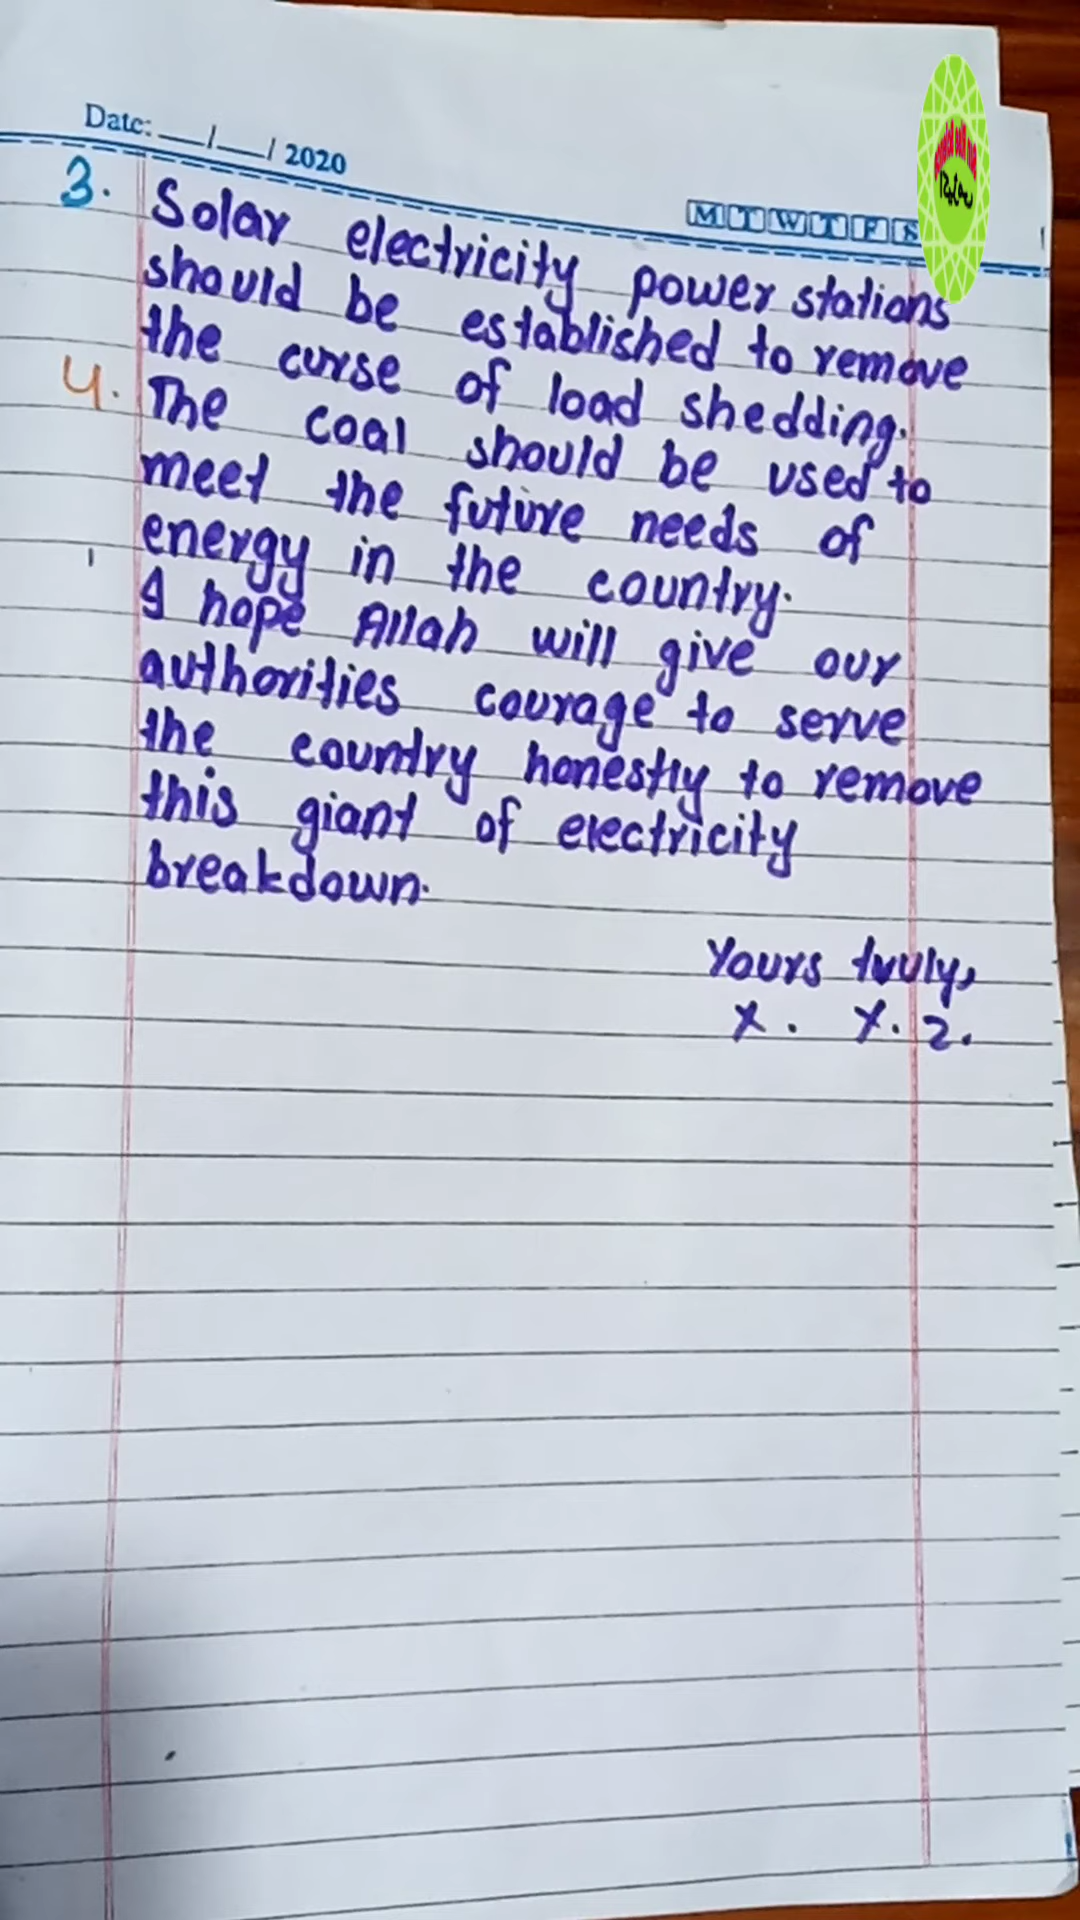 Date: __/__/ 2020
M T W T F S
3. Solar electricity power stations
should be established to remove
the curse of load shedding.
4. The coal should be used to
meet the future needs of
energy in the country.
I hope Allah will give our
authorities courage to serve
the country honestly to remove
this giant of electricity
breakdown.
Yours truly,
X. Y. Z.